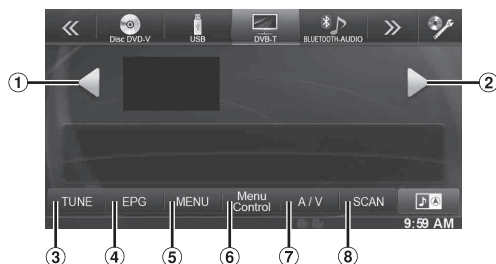 Disc DVD-V USB DVB-T BLUETOOTH-AUDIO
1 2
TUNE EPG MENU Menu Control A / V SCAN
9:59 AM
3 4 5 6 7 8